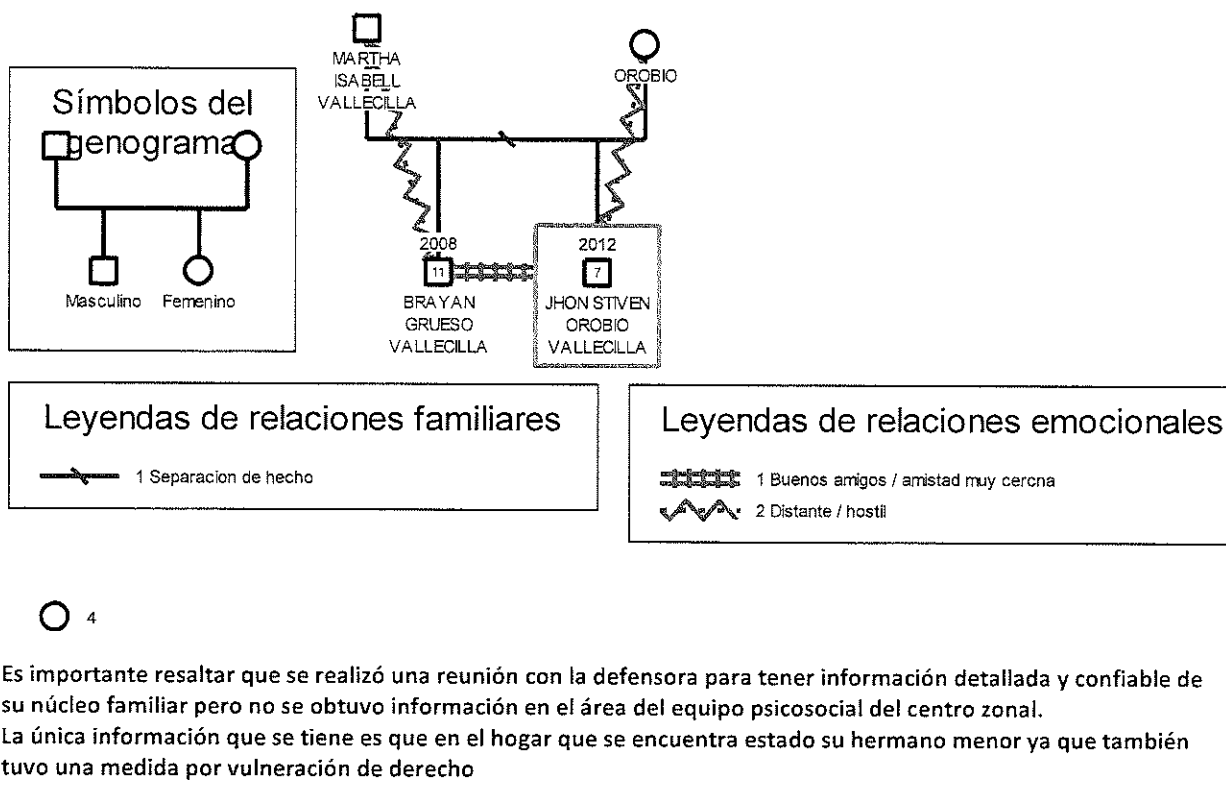 MARTHA
ISABELL
VALLECILLA
OROBIO
Símbolos del
genograma
Masculino Femenino
2008
11
BRAYAN
GRUESO
VALLECILLA
2012
7
JHON STIVEN
OROBIO
VALLECILLA
Leyendas de relaciones familiares
1 Separacion de hecho
Leyendas de relaciones emocionales
1 Buenos amigos / amistad muy cercna
2 Distante / hostil
4
Es importante resaltar que se realizó una reunión con la defensora para tener información detallada y confiable de
su núcleo familiar pero no se obtuvo información en el área del equipo psicosocial del centro zonal.
La única información que se tiene es que en el hogar que se encuentra estado su hermano menor ya que también
tuvo una medida por vulneración de derecho